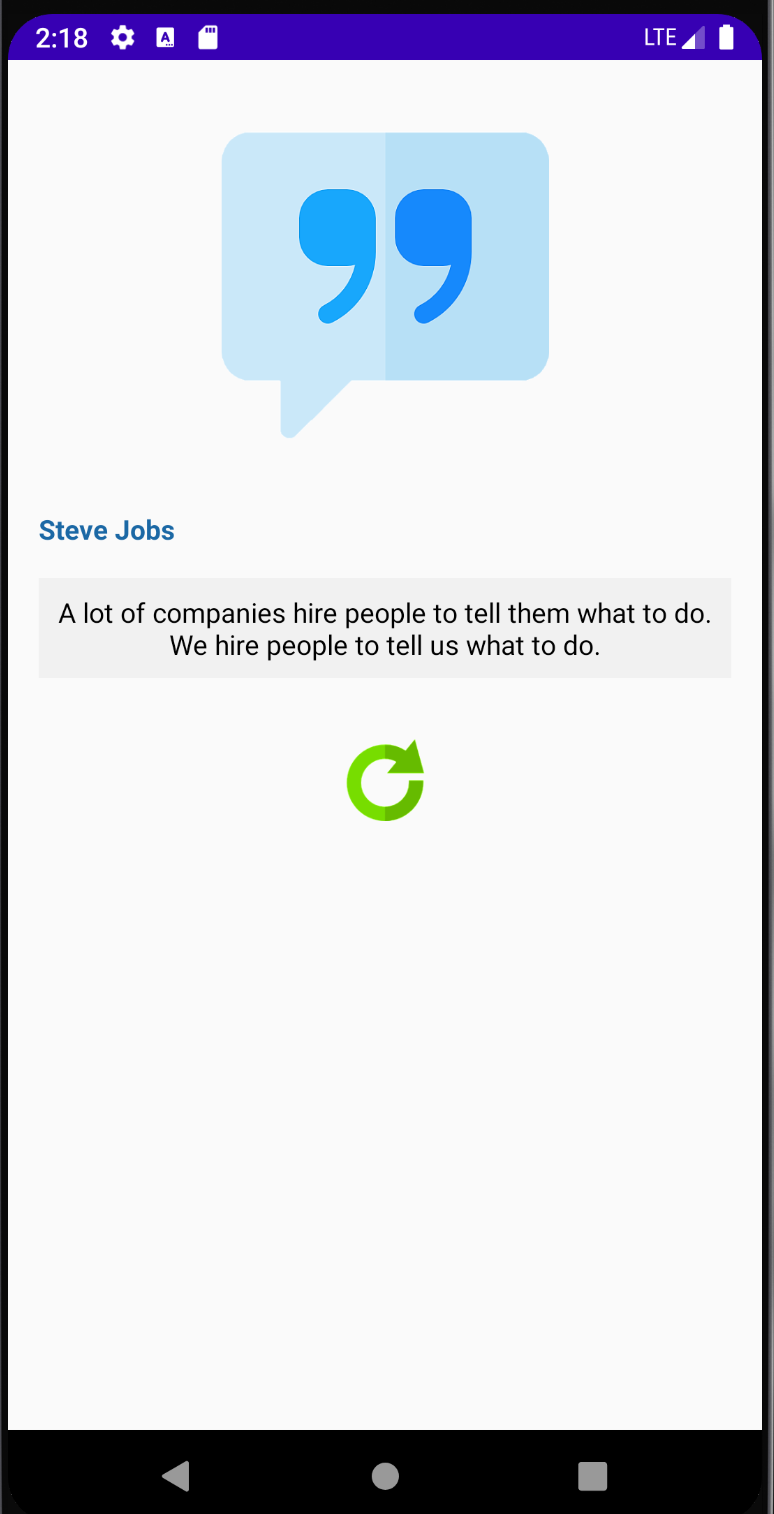 2:18
LTE
Steve Jobs
A lot of companies hire people to tell them what to do.
We hire people to tell us what to do.